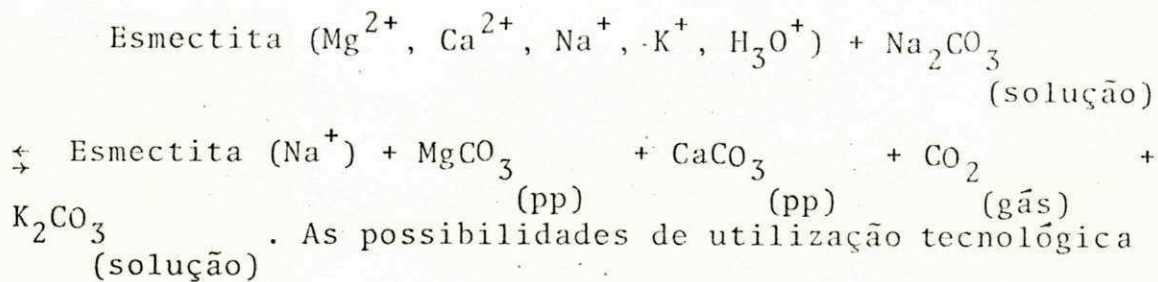 Esmectita (Mg²⁺, Ca²⁺, Na⁺, K⁺, H₃O⁺) + Na₂CO₃
(solução)
⇆ Esmectita (Na⁺) + MgCO₃ + CaCO₃ + CO₂ +
(pp) (pp) (gás)
K₂CO₃ . As possibilidades de utilização tecnológica
(solução)